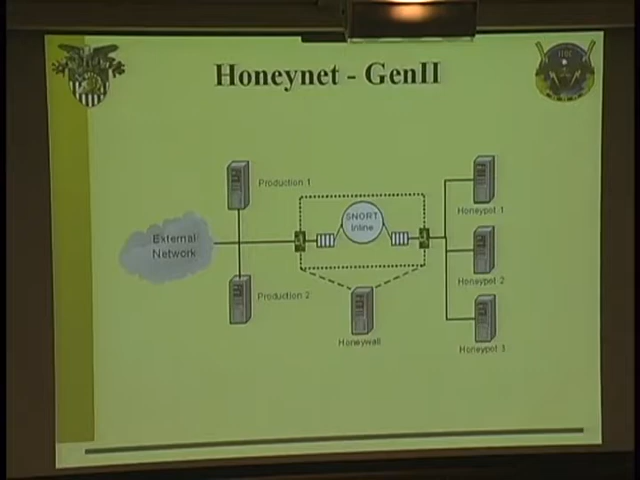 Honeynet - GenII
Production 1
Honeypot 1
SNORT
Inline
External
Network
Honeypot 2
Production 2
Honeywall
Honeypot 3